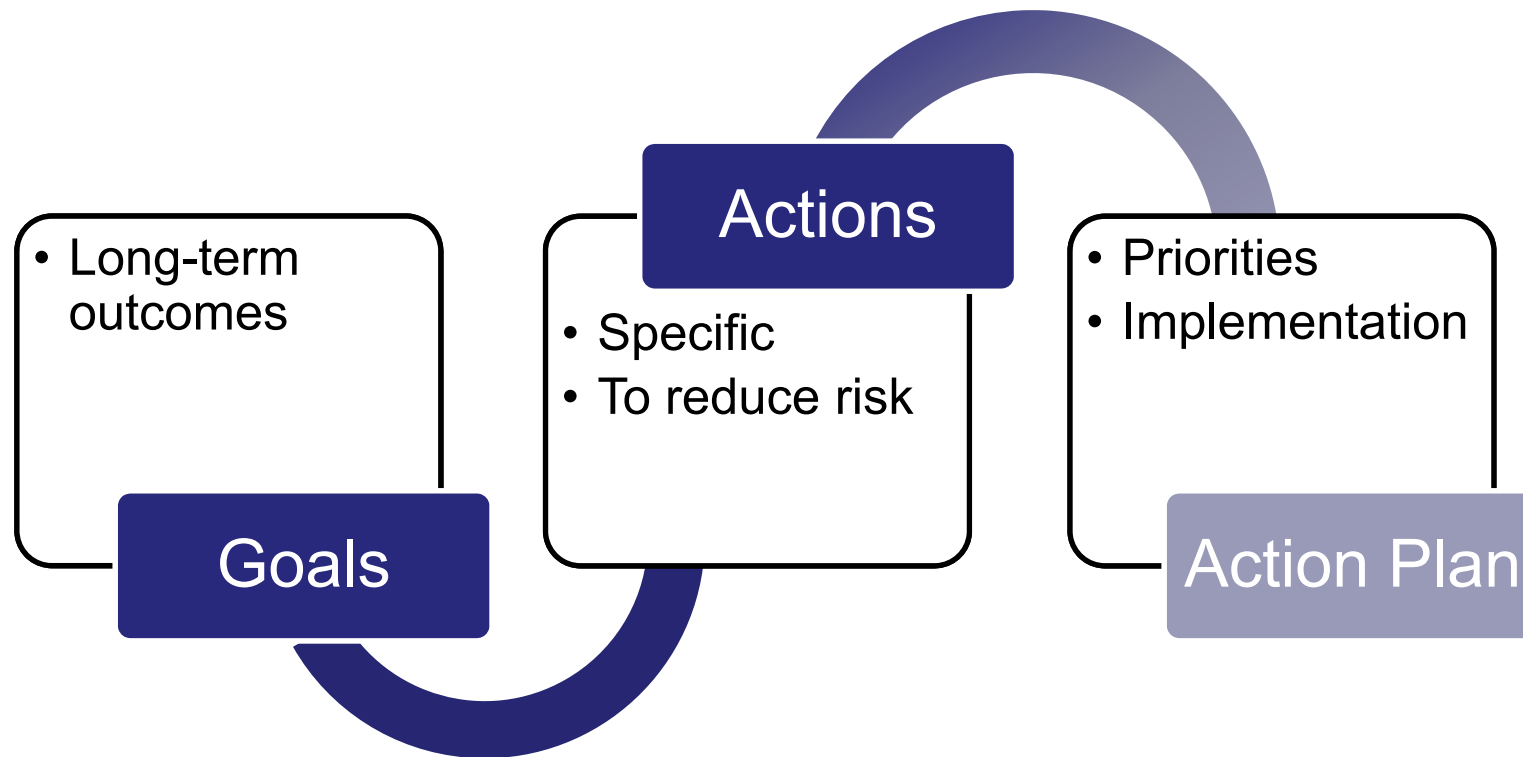 • Long-term
outcomes
Goals
Actions
• Specific
• To reduce risk
• Priorities
• Implementation
Action Plan